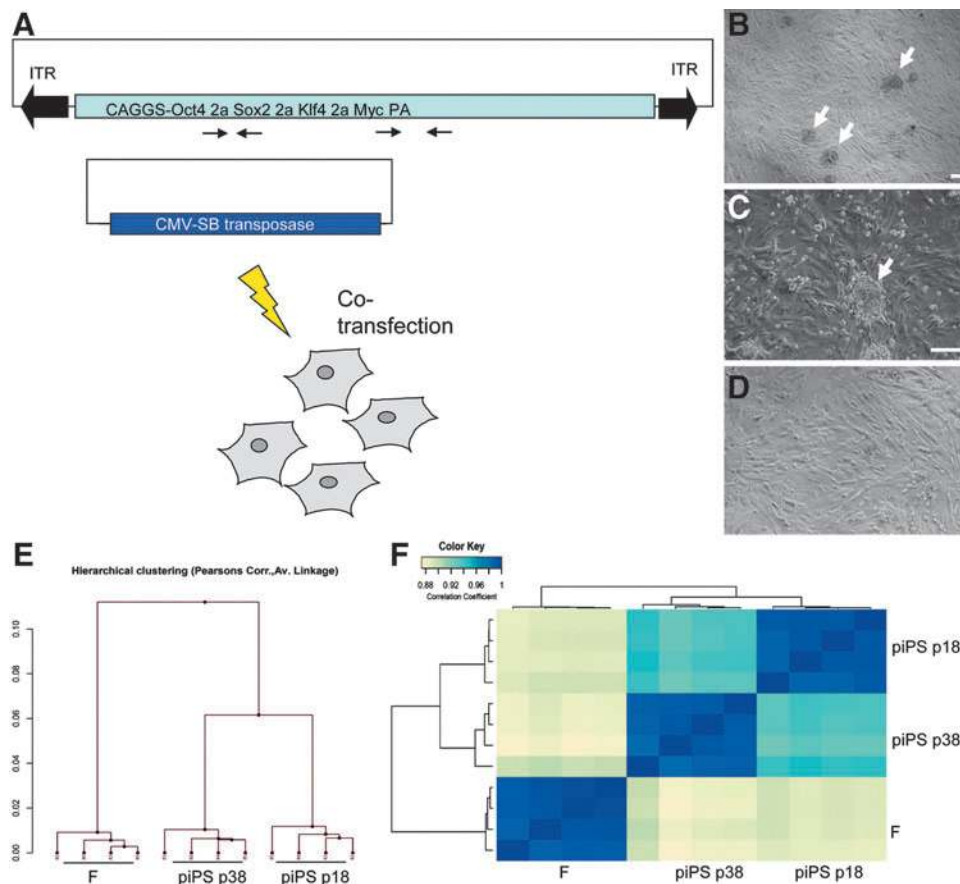 A
ITR
ITR
CAGGS-Oct4 2a Sox2 2a Klf4 2a Myc PA
CMV-SB transposase
Co-
transfection
B
C
D
E
Hierarchical clustering (Pearsons Corr.,Av. Linkage)
0.10
0.08
0.06
0.04
0.02
0.00
F
piPS p38
piPS p18
F
Color Key
0.88
0.92
0.96
1
Correlation Coefficient
piPS p18
piPS p38
F
F
piPS p38
piPS p18